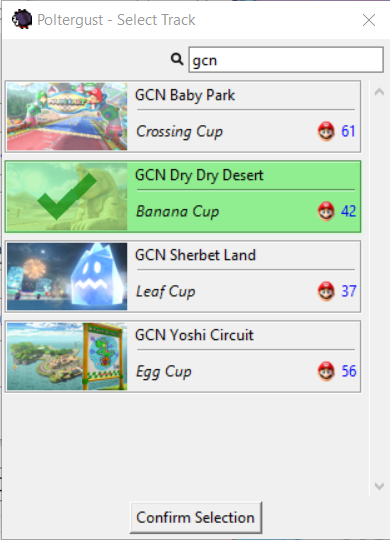 Poltergust - Select Track
gcn
GCN Baby Park
Crossing Cup
61
GCN Dry Dry Desert
Banana Cup
42
GCN Sherbet Land
Leaf Cup
37
GCN Yoshi Circuit
Egg Cup
56
Confirm Selection